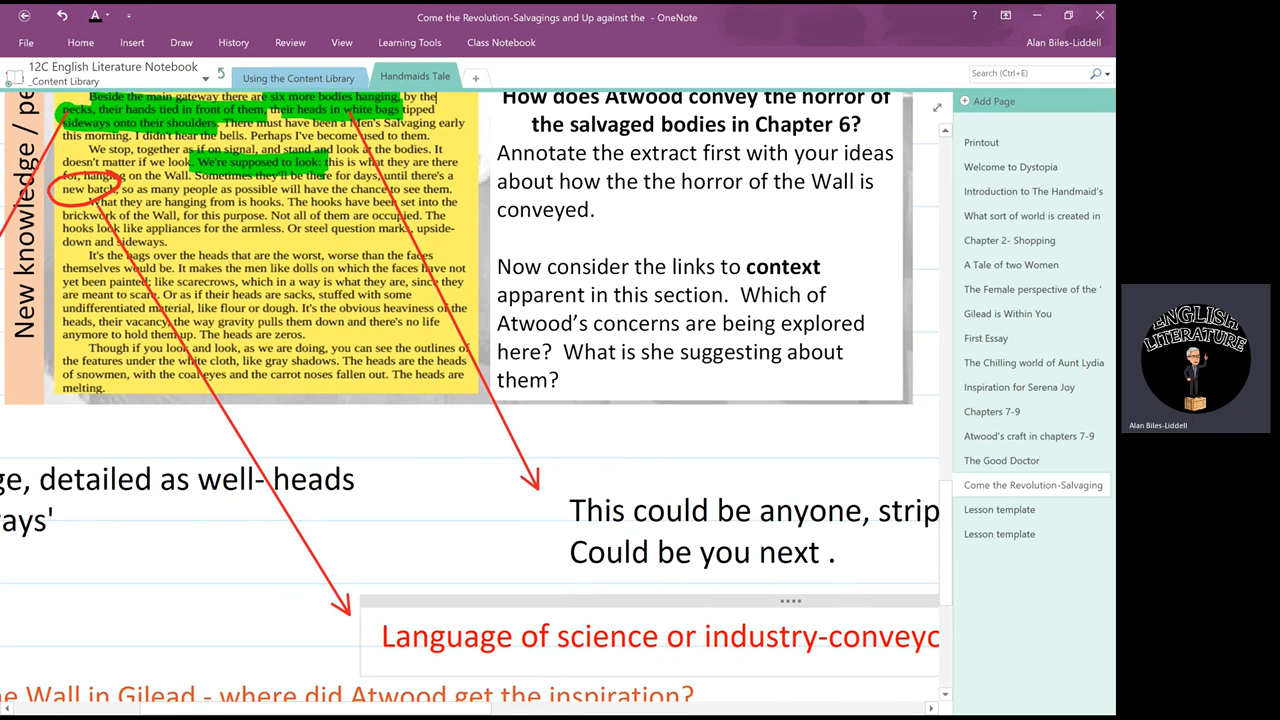 Come the Revolution-Salvagings and Up against the - OneNote
File Home Insert Draw History Review View Learning Tools Class Notebook
Alan Biles-Liddell
12C English Literature Notebook
_Content Library
Using the Content Library
Handmaids Tale
Search (Ctrl+E)
New knowledge / pe
Beside the main gateway there are six more bodies hanging, by the
necks, their hands tied in front of them, their heads in white bags tipped
sideways onto their shoulders. There must have been a Men's Salvaging early
this morning. I didn't hear the bells. Perhaps I've become used to them.
We stop, together as if on signal, and stand and look at the bodies. It
doesn't matter if we look. We're supposed to look: this is what they are there
for, hanging on the Wall. Sometimes they'll be there for days, until there's a
new batch, so as many people as possible will have the chance to see them.
What they are hanging from is hooks. The hooks have been set into the
brickwork of the Wall, for this purpose. Not all of them are occupied. The
hooks look like appliances for the armless. Or steel question marks, upside-
down and sideways.
It's the bags over the heads that are the worst, worse than the faces
themselves would be. It makes the men like dolls on which the faces have not
yet been painted; like scarecrows, which in a way is what they are, since they
are meant to scare. Or as if their heads are sacks, stuffed with some
undifferentiated material, like flour or dough. It's the obvious heaviness of the
heads, their vacancy, the way gravity pulls them down and there's no life
anymore to hold them up. The heads are zeros.
Though if you look and look, as we are doing, you can see the outlines of
the features under the white cloth, like gray shadows. The heads are the heads
of snowmen, with the coal eyes and the carrot noses fallen out. The heads are
melting.
How does Atwood convey the horror of
the salvaged bodies in Chapter 6?
Annotate the extract first with your ideas
about how the the horror of the Wall is
conveyed.
Now consider the links to context
apparent in this section. Which of
Atwood's concerns are being explored
here? What is she suggesting about
them?
ge, detailed as well- heads
ays'
This could be anyone, strip
Could be you next .
Language of science or industry-conveyo
he Wall in Gilead - where did Atwood get the inspiration?
Add Page
Printout
Welcome to Dystopia
Introduction To The Handmaid's
What sort of world is created in
Chapter 2- Shopping
A Tale of two Women
The Female perspective of the '
Gilead is Within You
First Essay
The Chilling world of Aunt Lydia
Inspiration for Serena Joy
Chapters 7-9
Atwood's craft in chapters 7-9
The Good Doctor
Come the Revolution-Salvaging
Lesson template
Lesson template
ENGLISH
LITERATURE
Alan Biles-Liddell